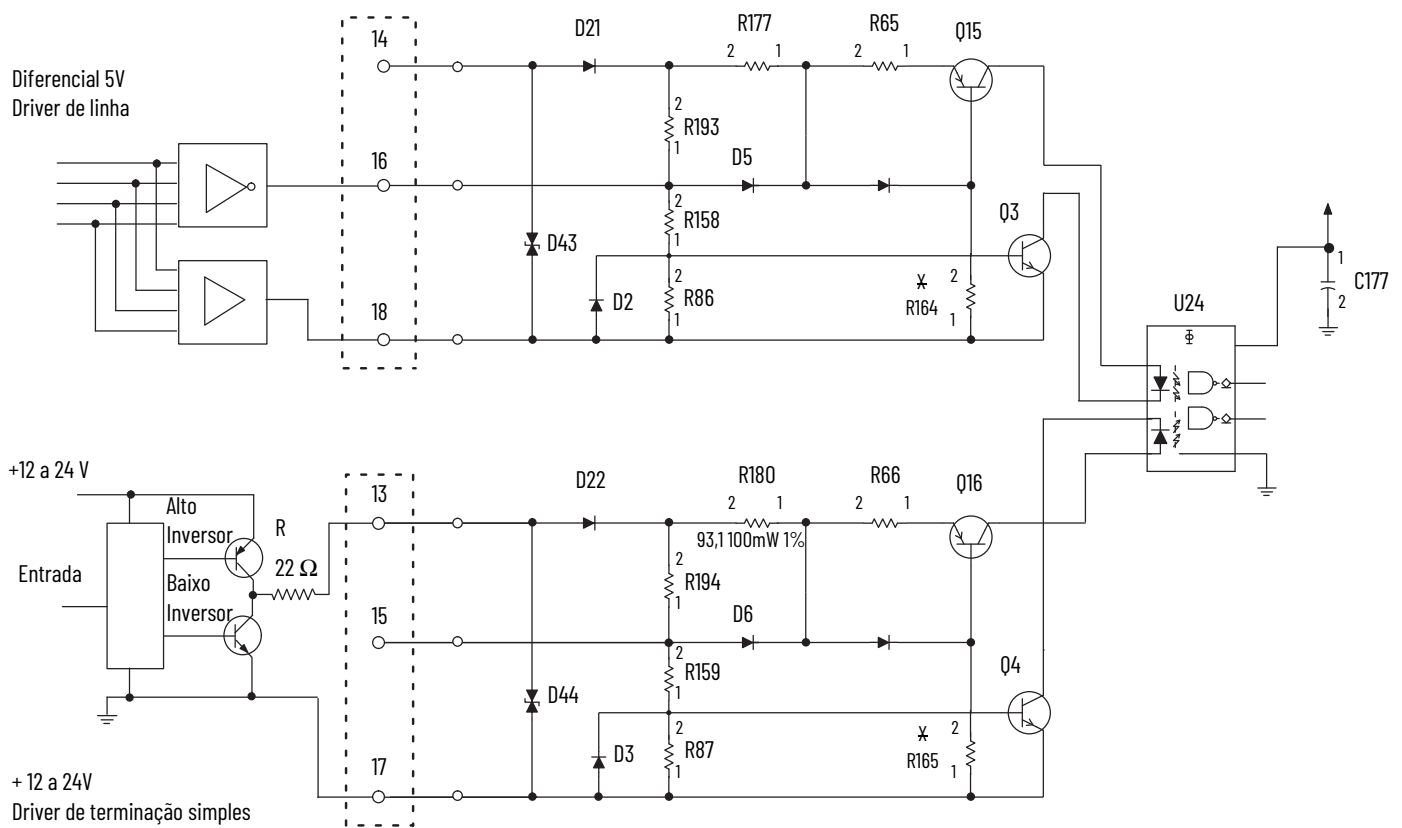 Diferencial 5V
Driver de linha
14
D21
R177
2
1
R65
2
1
Q15
2
R193
1
16
D5
2
R158
1
Q3
D43
D2
2
R86
1
X
R164
2
1
18
U24
Φ
1
C177
2
+12 a 24 V
Alto
Inversor
R
22 Ω
Entrada
Baixo
Inversor
13
D22
R180
2
1
93,1 100mW 1%
R66
2
1
Q16
2
R194
1
15
D6
2
R159
1
Q4
D44
D3
2
R87
1
X
R165
2
1
17
+ 12 a 24V
Driver de terminação simples